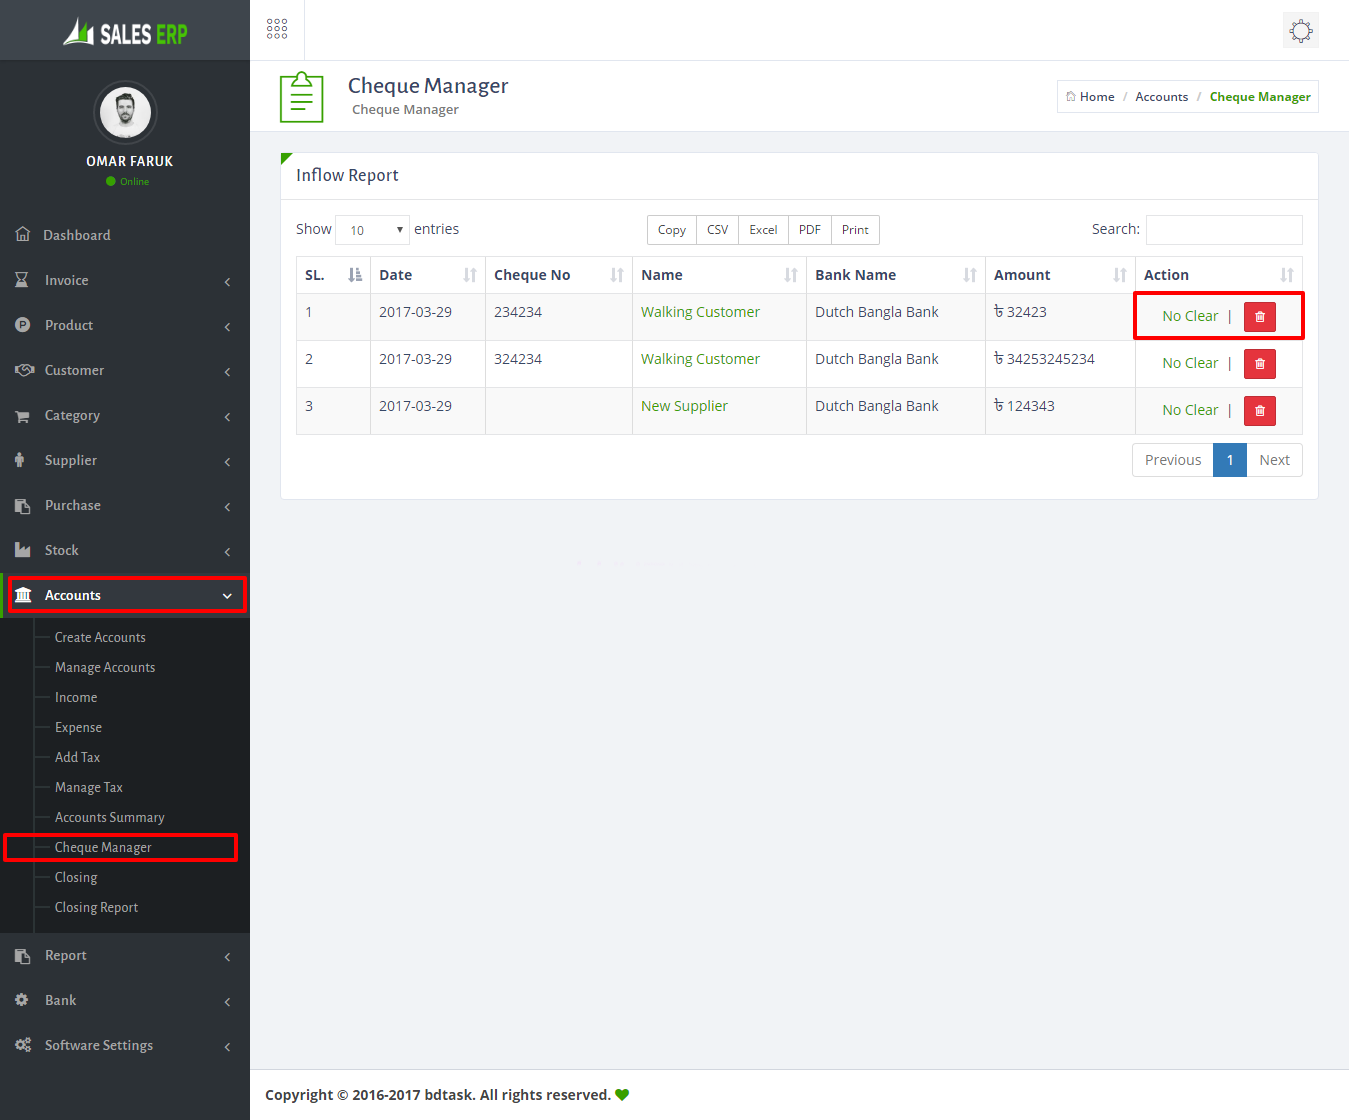 SALES ERP
OMAR FARUK
Online
Dashboard
Invoice
Product
Customer
Category
Supplier
Purchase
Stock
Accounts
Create Accounts
Manage Accounts
Income
Expense
Add Tax
Manage Tax
Accounts Summary
Cheque Manager
Closing
Closing Report
Report
Bank
Software Settings
Cheque Manager
Cheque Manager
Home / Accounts / Cheque Manager
Inflow Report
Show 10 entries
Copy CSV Excel PDF Print
Search:
SL. Date Cheque No Name Bank Name Amount Action
1 2017-03-29 234234 Walking Customer Dutch Bangla Bank ৳ 32423 No Clear |
2 2017-03-29 324234 Walking Customer Dutch Bangla Bank ৳ 34253245234 No Clear |
3 2017-03-29 New Supplier Dutch Bangla Bank ৳ 124343 No Clear |
Previous 1 Next
Copyright © 2016-2017 bdtask. All rights reserved.